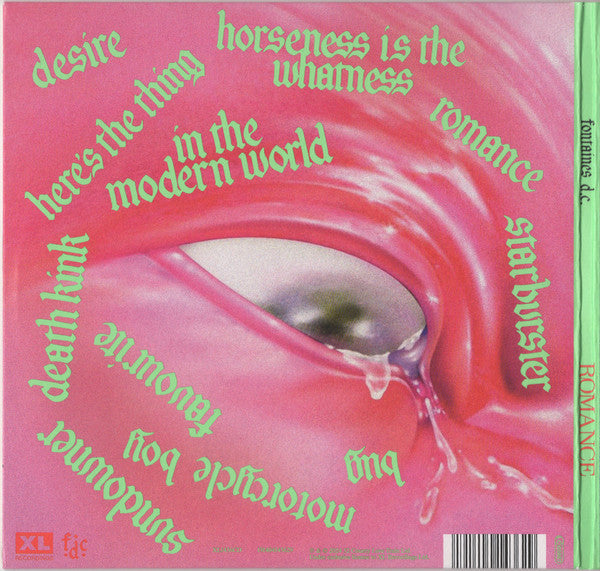 desire
horseness is the
whatness
here's the thing
romance
in the
modern world
starburster
death kink
favourite
bug
motorcycle boy
sundowner
fontaines d.c.
ROMANCE
XL
RECORDINGS
f.d.c